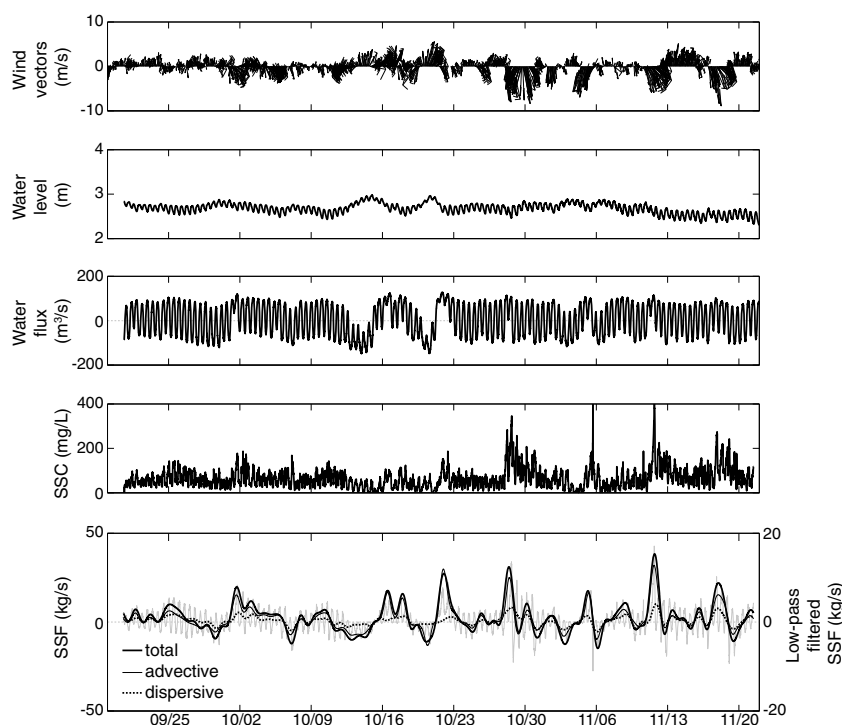 10
0
-10
Wind
vectors
(m/s)
4
3
2
Water
level
(m)
200
0
-200
Water
flux
(m³/s)
400
200
0
SSC (mg/L)
50
0
-50
SSF (kg/s)
20
0
-20
Low-pass
filtered
SSF (kg/s)
total
advective
dispersive
09/25 10/02 10/09 10/16 10/23 10/30 11/06 11/13 11/20